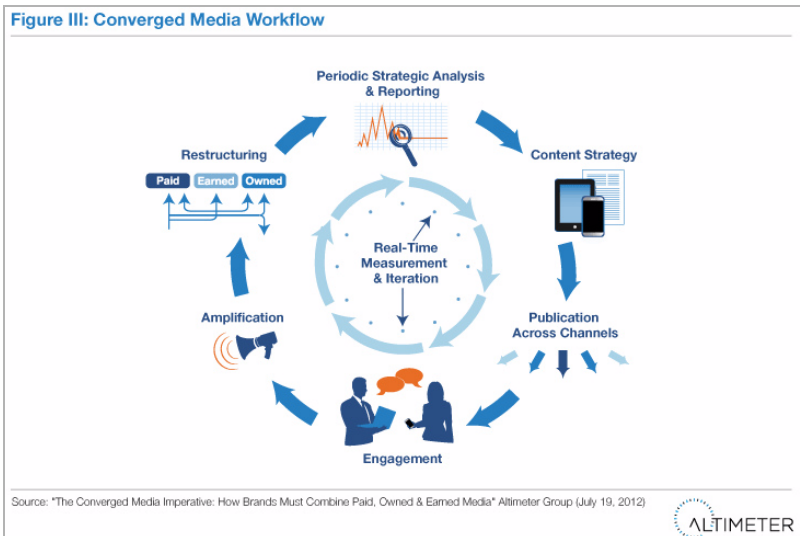 Figure III: Converged Media Workflow
Periodic Strategic Analysis
& Reporting
Restructuring
Paid Earned Owned
Content Strategy
Real-Time
Measurement
& Iteration
Amplification
Publication
Across Channels
Engagement
Source: "The Converged Media Imperative: How Brands Must Combine Paid, Owned & Earned Media" Altimeter Group (July 19, 2012)
ALTIMETER